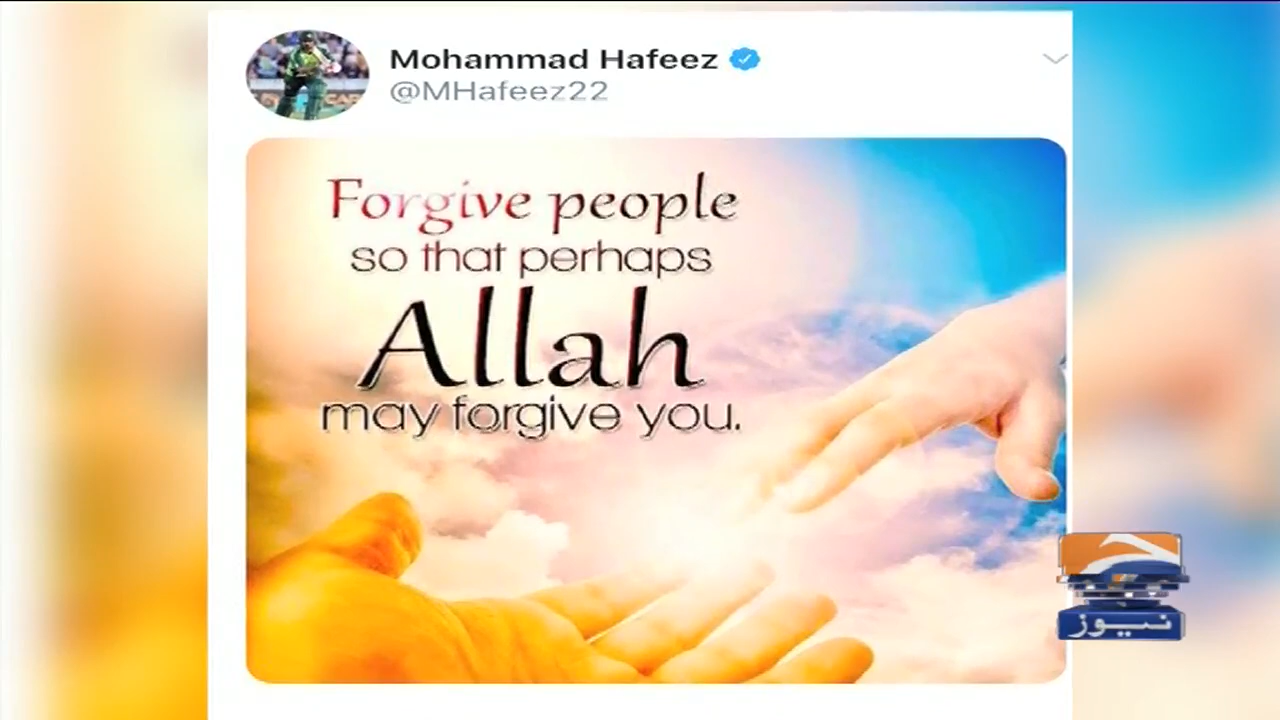 Mohammad Hafeez
@MHafeez22
Forgive people
so that perhaps
Allah
may forgive you.
نیوز